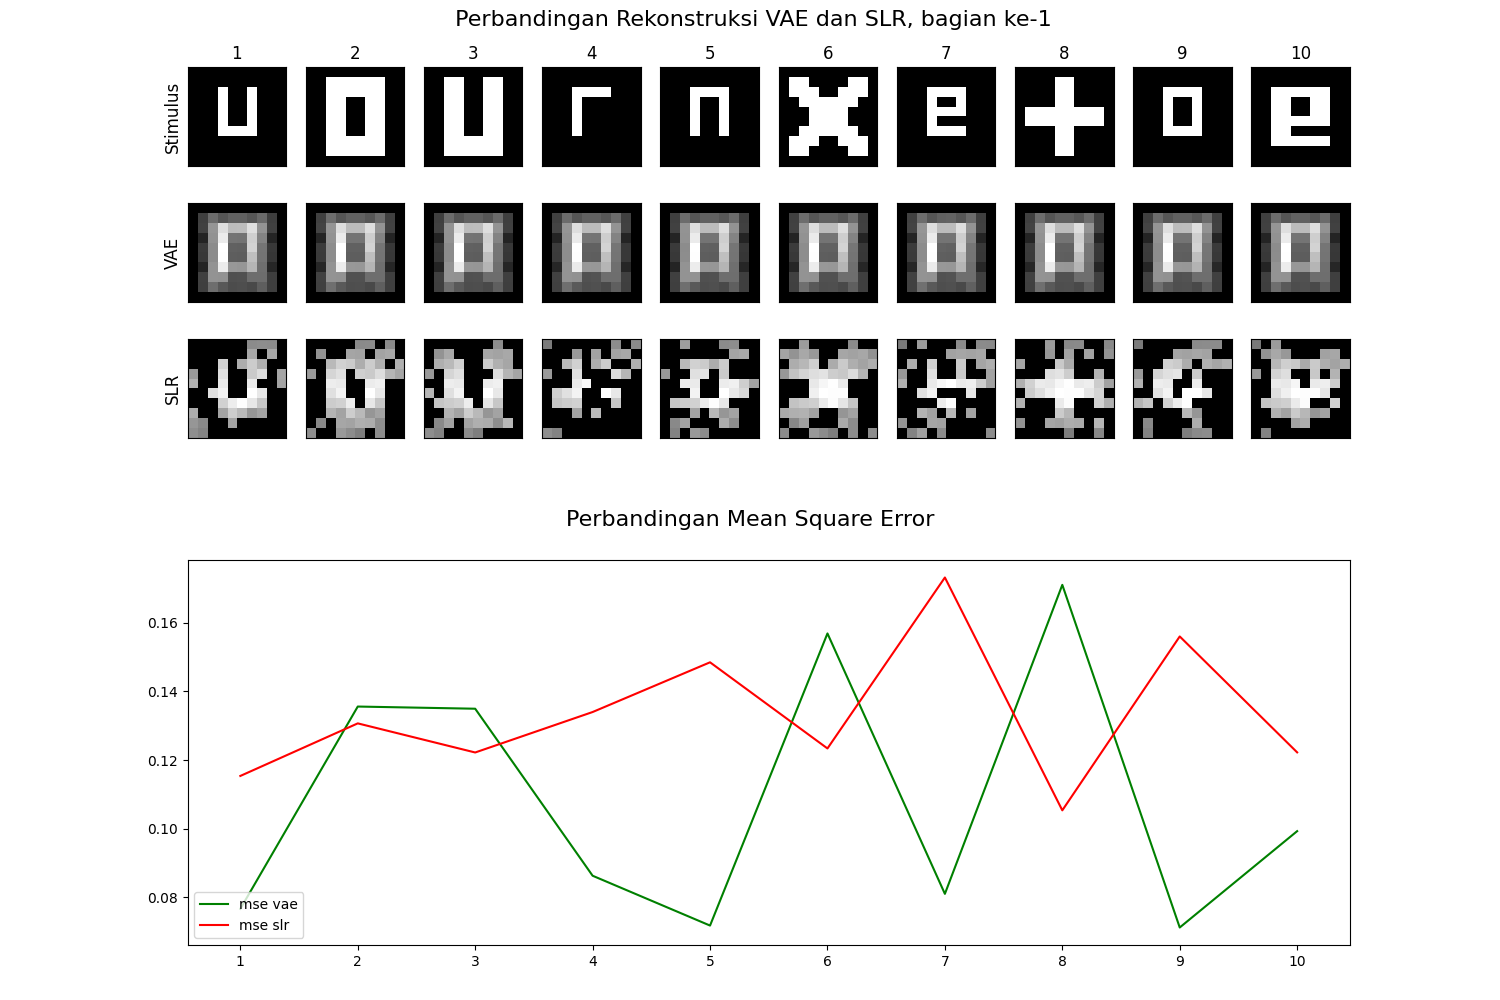 Perbandingan Rekonstruksi VAE dan SLR, bagian ke-1
1 2 3 4 5 6 7 8 9 10
Stimulus
u o u r n x e + o e
VAE
SLR
Perbandingan Mean Square Error
0.16
0.14
0.12
0.10
0.08
mse vae
mse slr
1 2 3 4 5 6 7 8 9 10